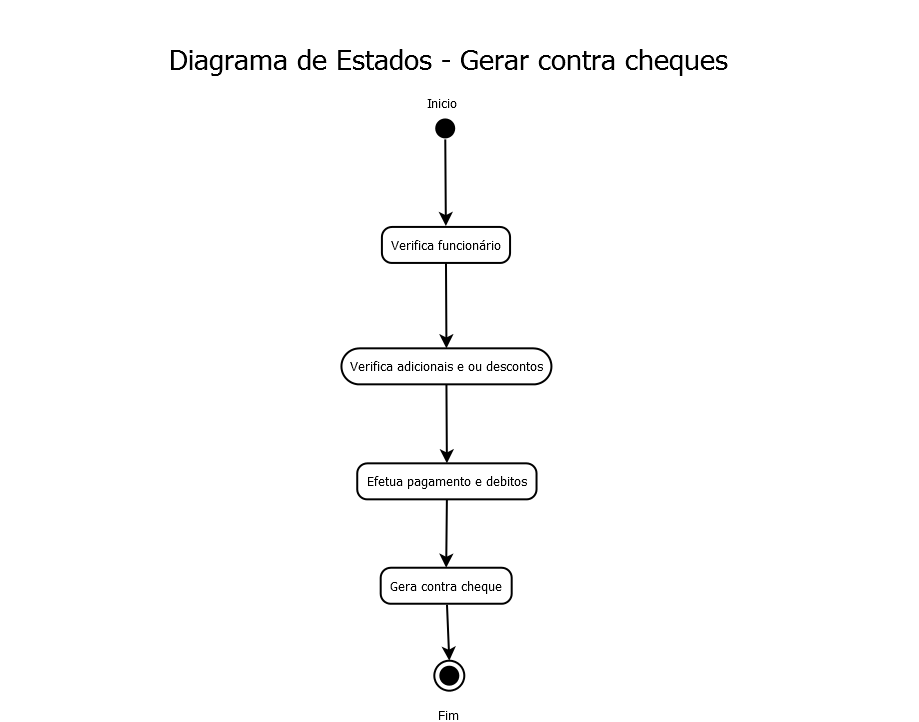 Diagrama de Estados - Gerar contra cheques
Inicio
Verifica funcionário
Verifica adicionais e ou descontos
Efetua pagamento e debitos
Gera contra cheque
Fim